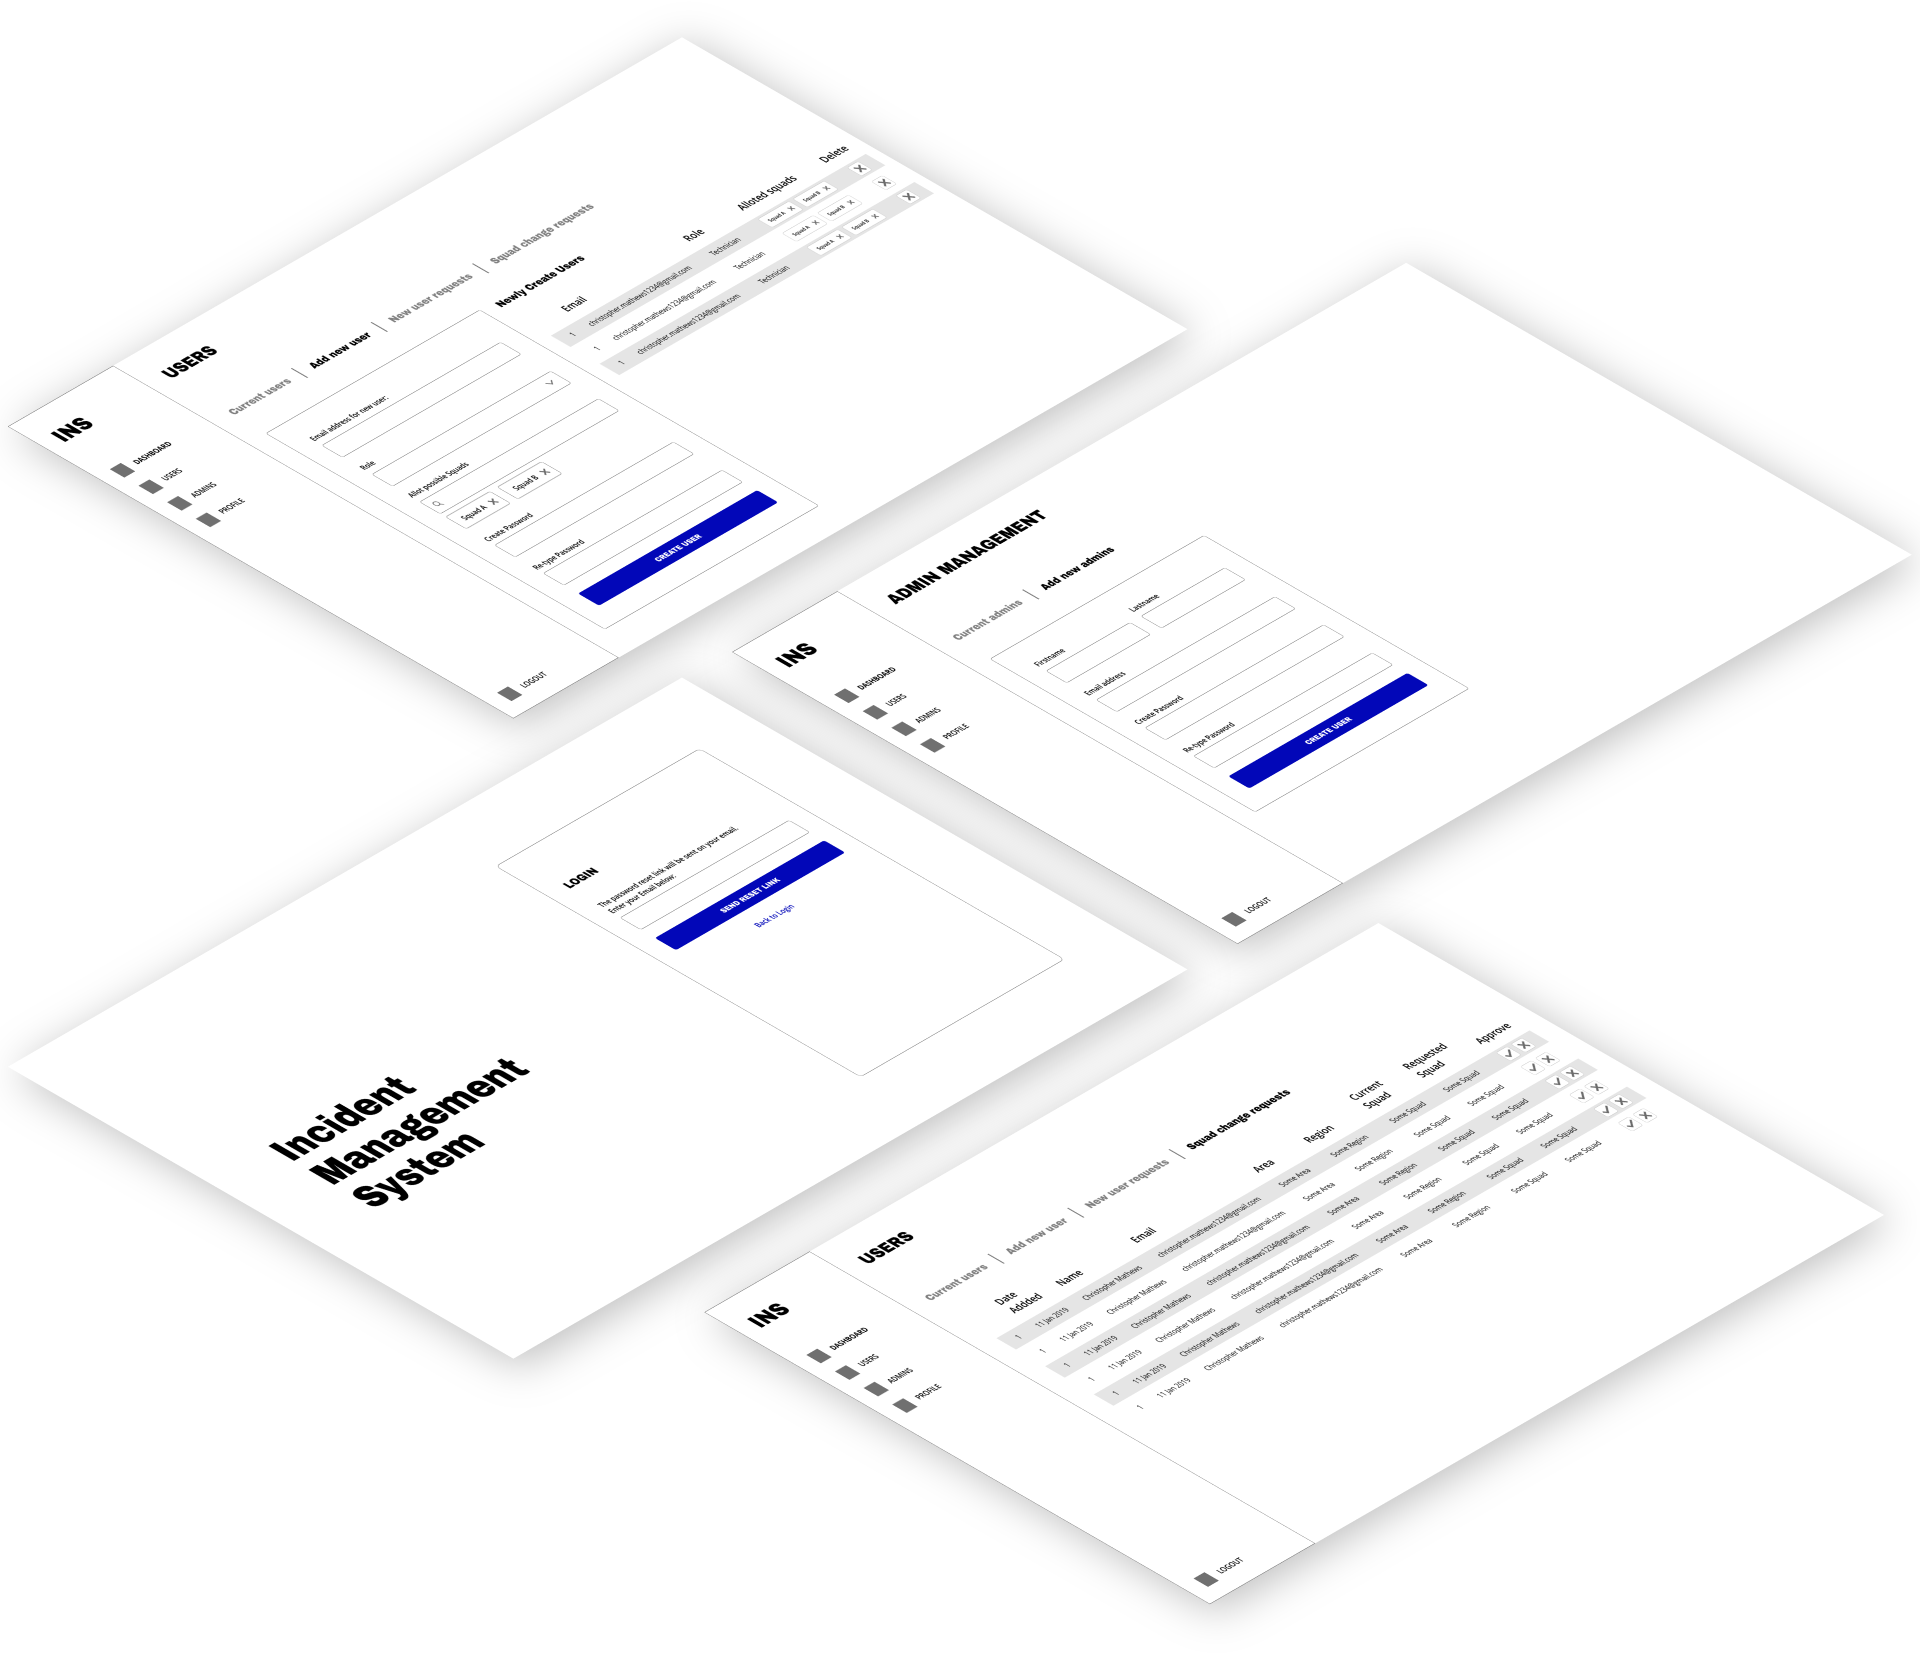 INS
DASHBOARD
USERS
ADMINS
PROFILE
LOGOUT
USERS
Current users | Add new user | New user requests | Squad change requests
Email address for new user:
Role
Allot possible Squads
Squad A X Squad B X
Create Password
Re-type Password
CREATE USER
Newly Create Users
Email Role Alloted squads Delete
1 christopher.mathews1234@gmail.com Technician Squad A X Squad B X X
1 christopher.mathews1234@gmail.com Technician Squad A X Squad B X X
1 christopher.mathews1234@gmail.com Technician Squad A X Squad B X X
INS
DASHBOARD
USERS
ADMINS
PROFILE
LOGOUT
ADMIN MANAGEMENT
Current admins | Add new admins
Firstname Lastname
Email address
Create Password
Re-type Password
CREATE USER
Incident
Management
System
LOGIN
The password reset link will be sent on your email.
Enter your Email below:
SEND RESET LINK
Back to Login
INS
DASHBOARD
USERS
ADMINS
PROFILE
LOGOUT
USERS
Current users | Add new user | New user requests | Squad change requests
Date Addded Name Email Area Region Current Squad Requested Squad Approve
1 11 Jan 2019 Christopher Mathews christopher.mathews1234@gmail.com Some Area Some Region Some Squad Some Squad
1 11 Jan 2019 Christopher Mathews christopher.mathews1234@gmail.com Some Area Some Region Some Squad Some Squad
1 11 Jan 2019 Christopher Mathews christopher.mathews1234@gmail.com Some Area Some Region Some Squad Some Squad
1 11 Jan 2019 Christopher Mathews christopher.mathews1234@gmail.com Some Area Some Region Some Squad Some Squad
1 11 Jan 2019 Christopher Mathews christopher.mathews1234@gmail.com Some Area Some Region Some Squad Some Squad
1 11 Jan 2019 Christopher Mathews christopher.mathews1234@gmail.com Some Area Some Region Some Squad Some Squad